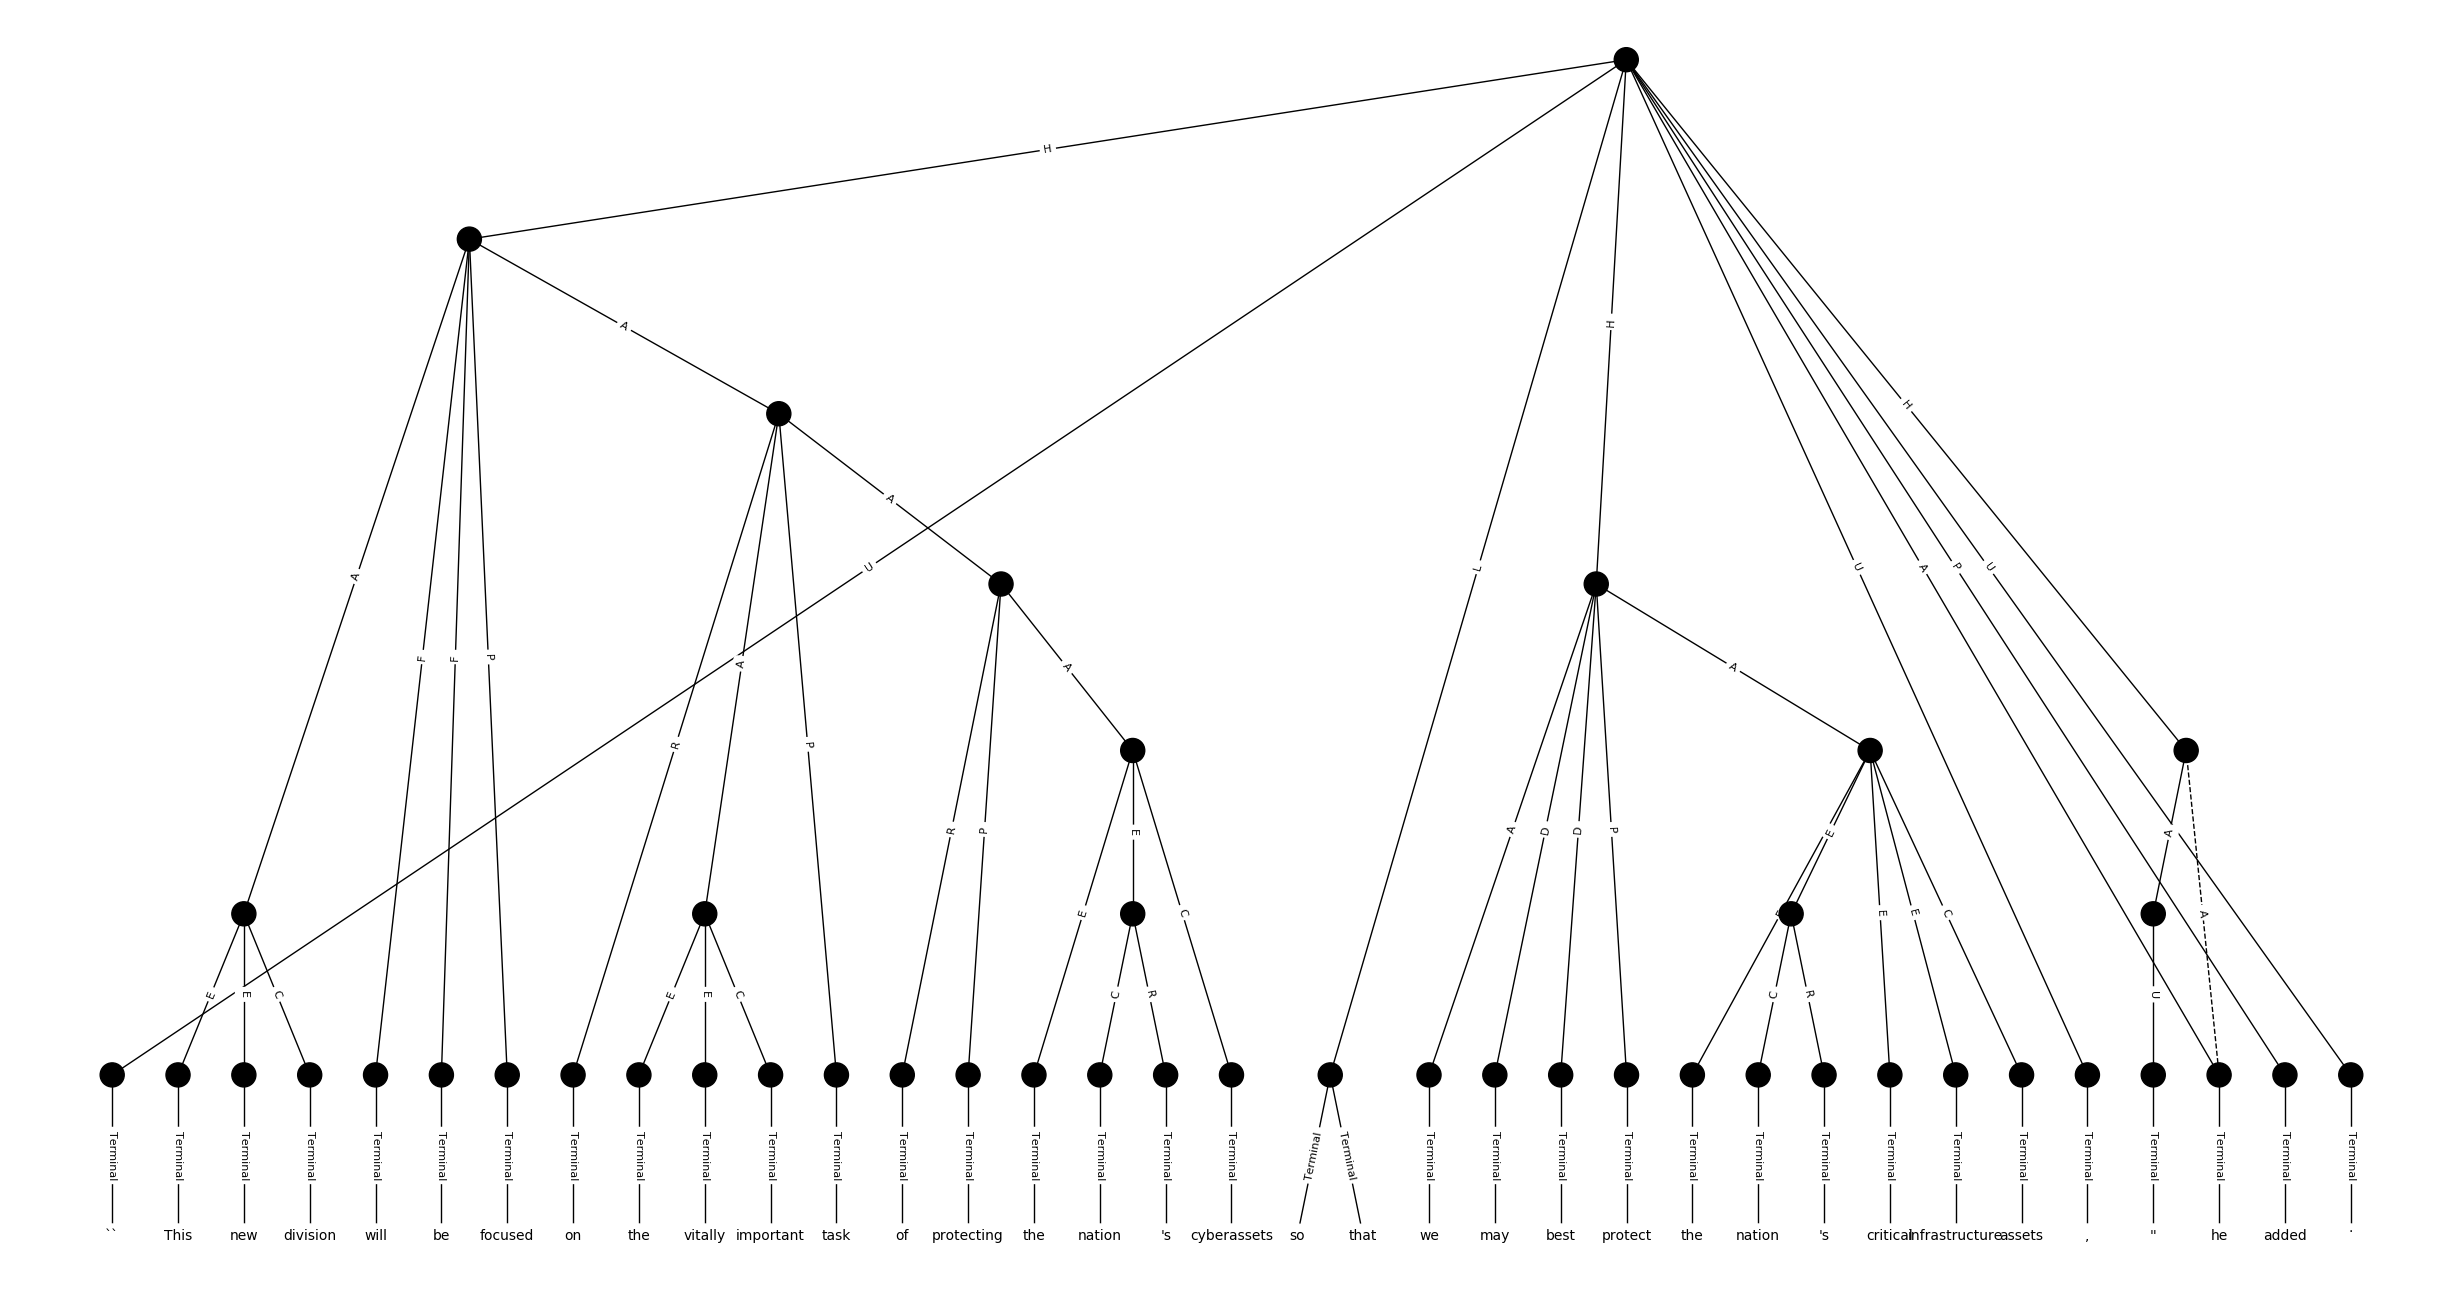 H
H
H
A
L
U
A
P
U
A
U
A
F
F
P
A
R
P
A
A
R
P
E
A
D
D
P
E
A
E
C
E
E
E
C
A
E
E
C
E
E
C
C
R
C
R
U
Terminal Terminal Terminal Terminal Terminal Terminal Terminal Terminal Terminal Terminal Terminal Terminal Terminal Terminal Terminal Terminal Terminal Terminal Terminal Terminal Terminal Terminal Terminal Terminal Terminal Terminal Terminal Terminal Terminal Terminal Terminal Terminal Terminal Terminal Terminal
`` This new division will be focused on the vitally important task of protecting the nation 's cyberassets so that we may best protect the nation 's critical infrastructure assets , " he added .